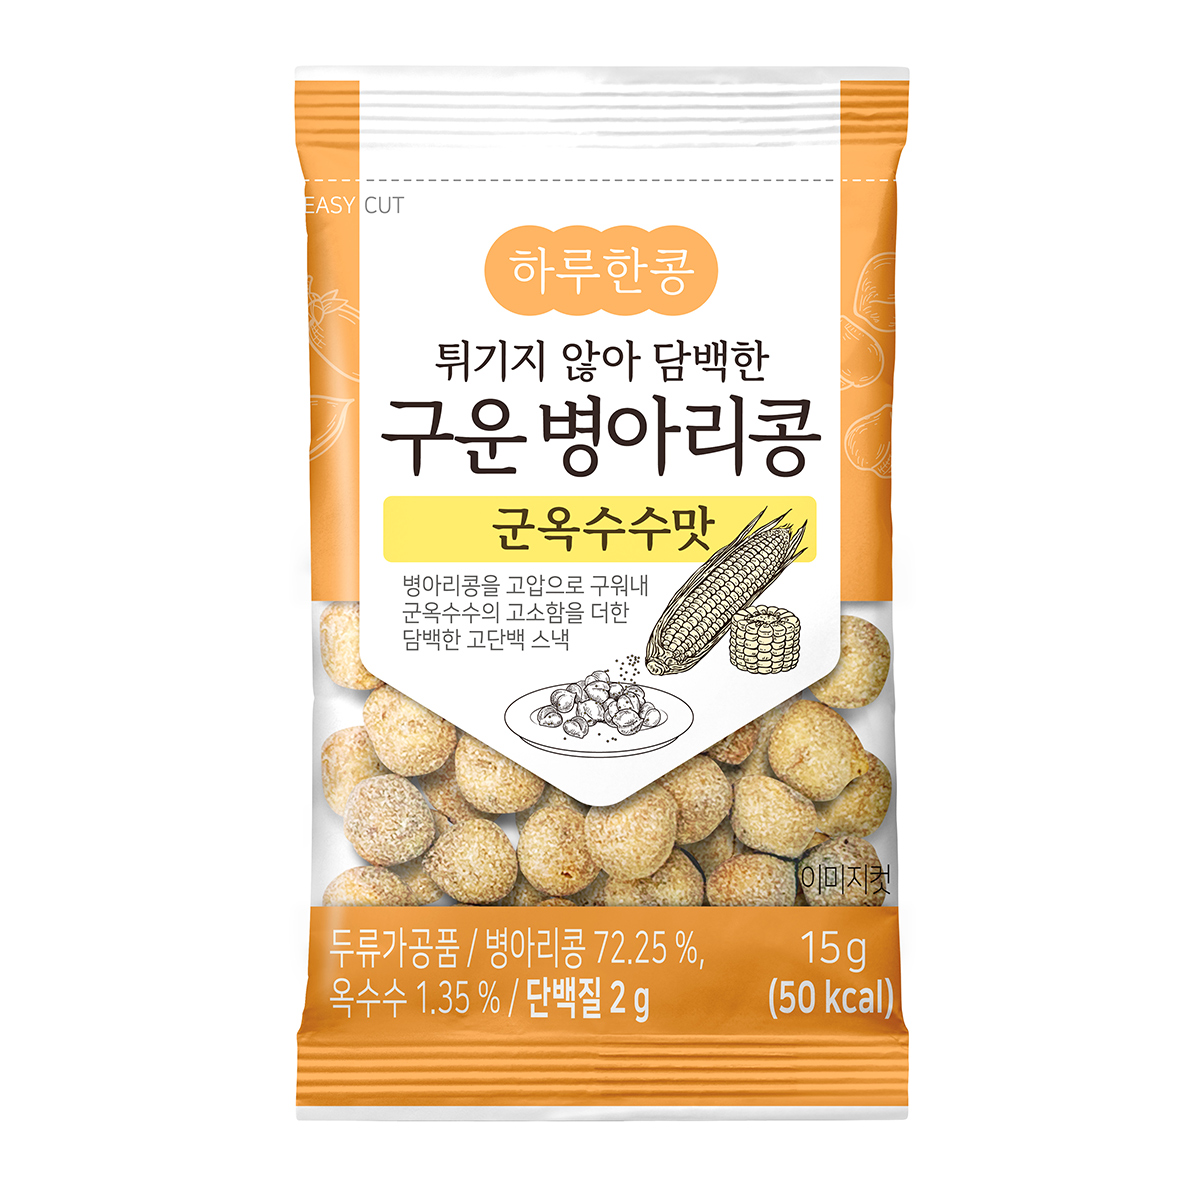 EASY CUT
하루한콩
튀기지 않아 담백한
구운 병아리콩
군옥수수맛
병아리콩을 고압으로 구워내
군옥수수의 고소함을 더한
담백한 고단백 스낵
이미지컷
두류가공품 / 병아리콩 72.25 %,
옥수수 1.35 % / 단백질 2 g
15 g
(50 kcal)